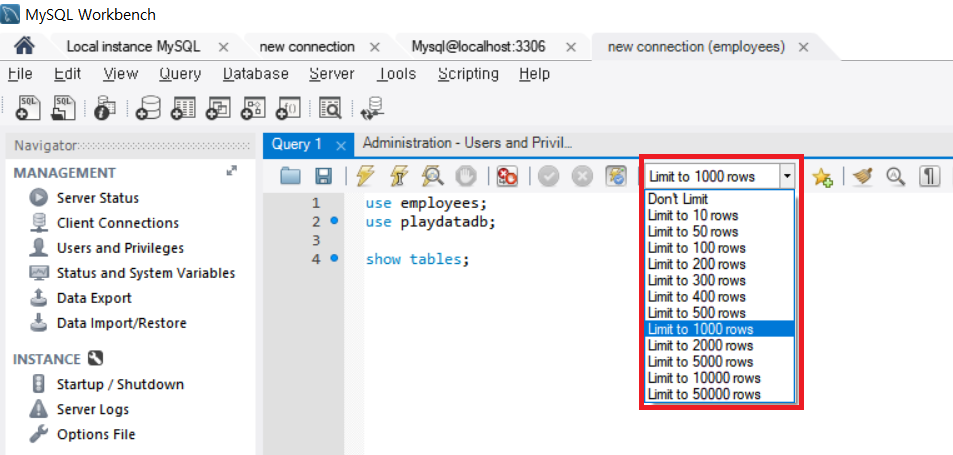 MySQL Workbench
Local instance MySQL
new connection
Mysql@localhost:3306
new connection (employees)
File Edit View Query Database Server Tools Scripting Help
Navigator
MANAGEMENT
Server Status
Client Connections
Users and Privileges
Status and System Variables
Data Export
Data Import/Restore
INSTANCE
Startup / Shutdown
Server Logs
Options File
Query 1
Administration - Users and Privil...
Limit to 1000 rows
Don't Limit
Limit to 10 rows
Limit to 50 rows
Limit to 100 rows
Limit to 200 rows
Limit to 300 rows
Limit to 400 rows
Limit to 500 rows
Limit to 1000 rows
Limit to 2000 rows
Limit to 5000 rows
Limit to 10000 rows
Limit to 50000 rows
1 use employees;
2 use playdatadb;
3
4 show tables;